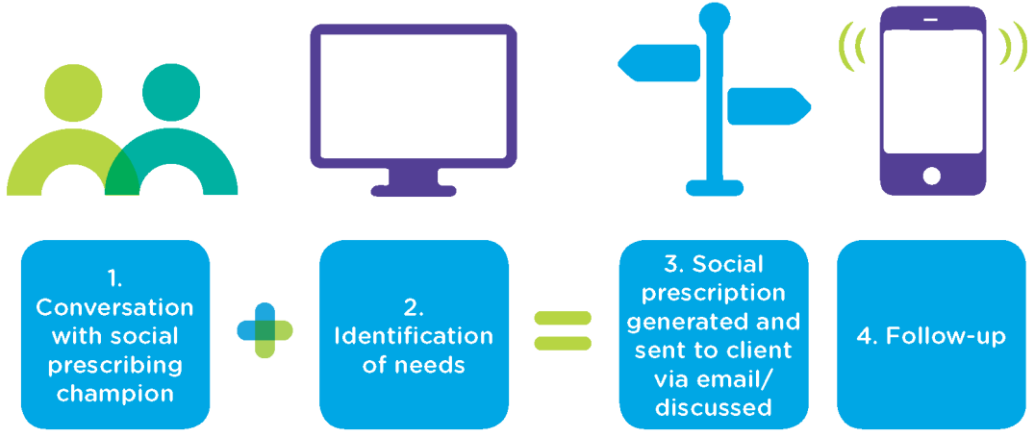 1.
Conversation
with social
prescribing
champion
2.
Identification
of needs
3. Social
prescription
generated and
sent to client
via email/
discussed
4. Follow-up